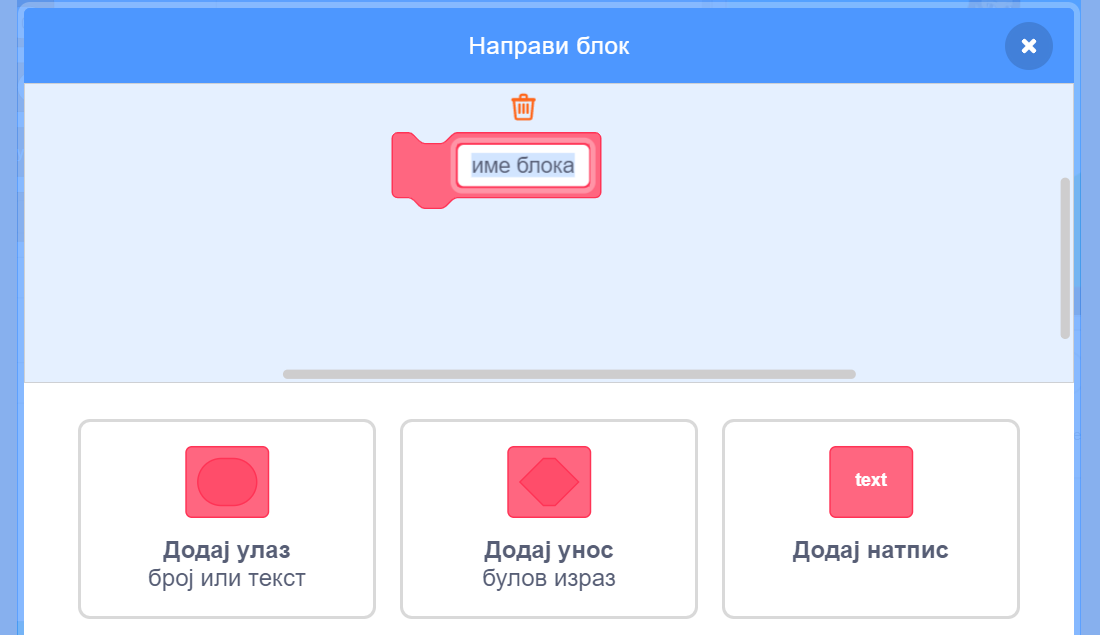 Направи блок
име блока
text
Додај улаз
број или текст
Додај унос
булов израз
Додај натпис